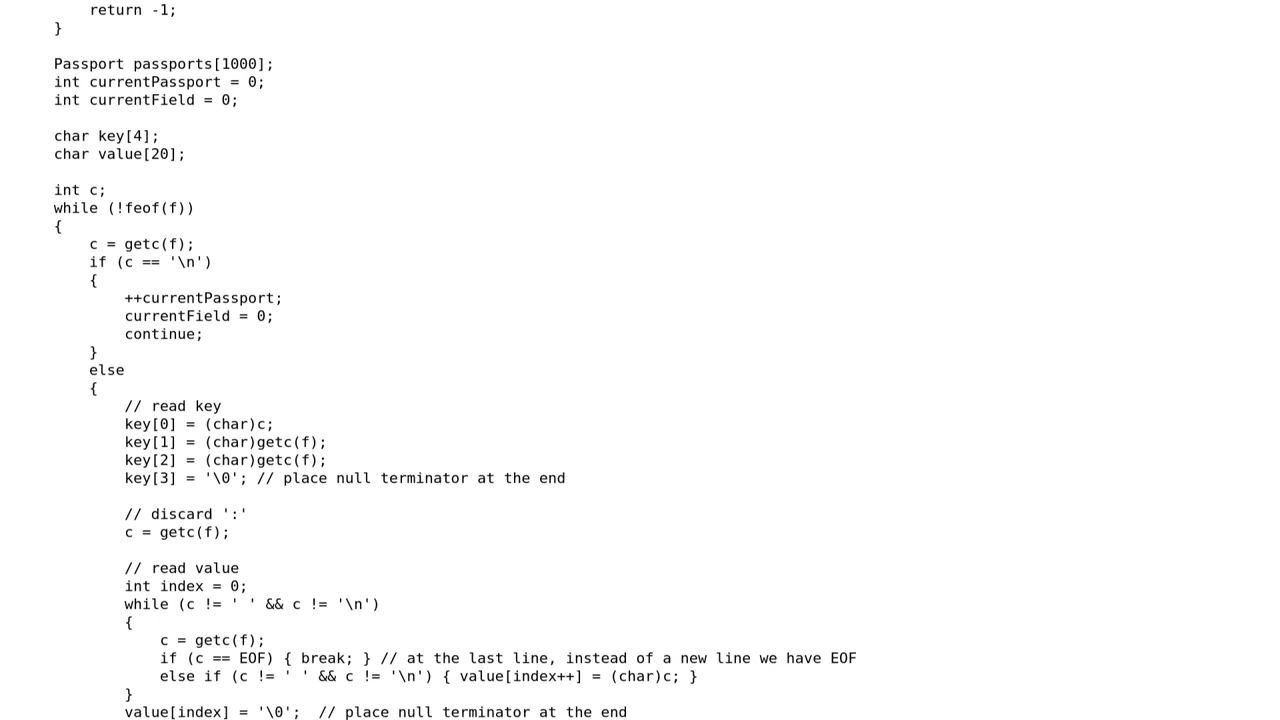 return -1;
}
Passport passports[1000];
int currentPassport = 0;
int currentField = 0;
char key[4];
char value[20];
int c;
while (!feof(f))
{
c = getc(f);
if (c == '\n')
{
++currentPassport;
currentField = 0;
continue;
}
else
{
// read key
key[0] = (char)c;
key[1] = (char)getc(f);
key[2] = (char)getc(f);
key[3] = '\0'; // place null terminator at the end
// discard ':'
c = getc(f);
// read value
int index = 0;
while (c != ' ' && c != '\n')
{
c = getc(f);
if (c == EOF) { break; } // at the last line, instead of a new line we have EOF
else if (c != ' ' && c != '\n') { value[index++] = (char)c; }
}
value[index] = '\0';  // place null terminator at the end